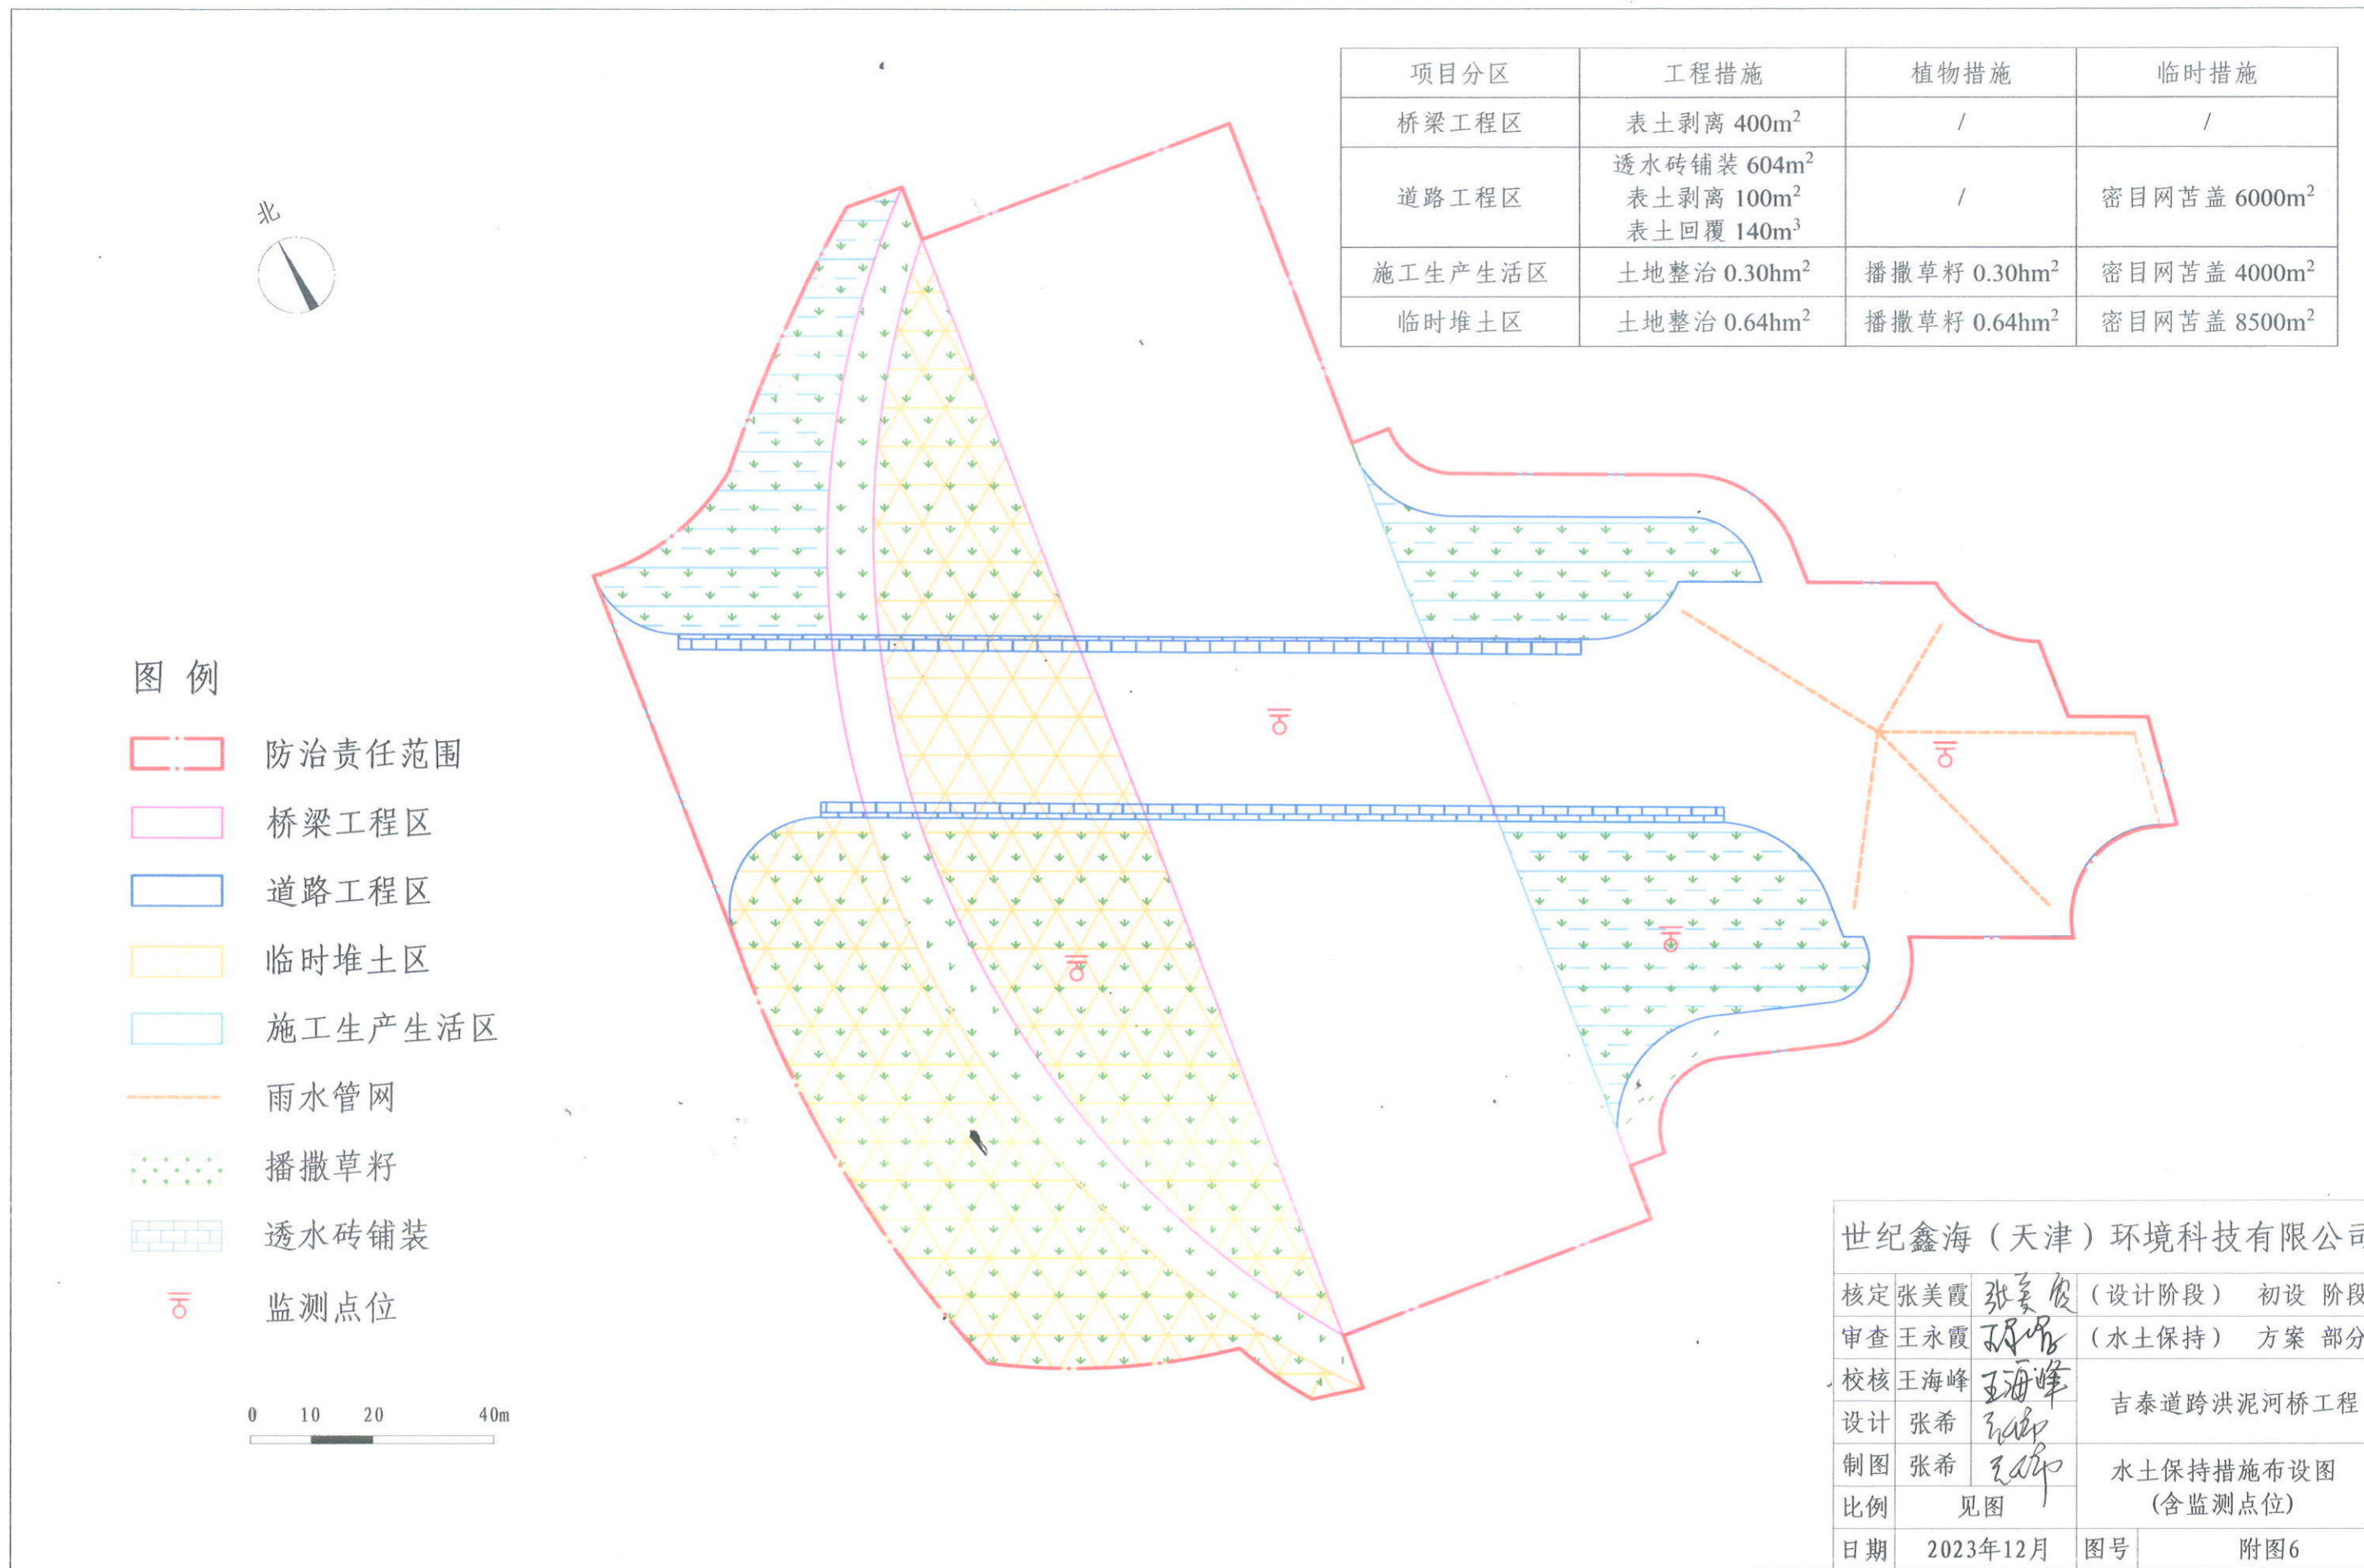 项目分区 工程措施 植物措施 临时措施
桥梁工程区 表土剥离 400m² / /
道路工程区 透水砖铺装 604m² / 密目网苫盖 6000m²
表土剥离 100m²
表土回覆 140m³
施工生产生活区 土地整治 0.30hm² 播撒草籽 0.30hm² 密目网苫盖 4000m²
临时堆土区 土地整治 0.64hm² 播撒草籽 0.64hm² 密目网苫盖 8500m²
北
图 例
防治责任范围
桥梁工程区
道路工程区
临时堆土区
施工生产生活区
雨水管网
播撒草籽
透水砖铺装
监测点位
0 10 20 40m
世纪鑫海（天津）环境科技有限公司
核定 张美霞 张美霞 （设计阶段） 初设 阶段
审查 王永霞 （水土保持） 方案 部分
校核 王海峰 王海峰 吉泰道跨洪泥河桥工程
设计 张希
制图 张希 水土保持措施布设图
(含监测点位)
比例 见图
日期 2023年12月 图号 附图6